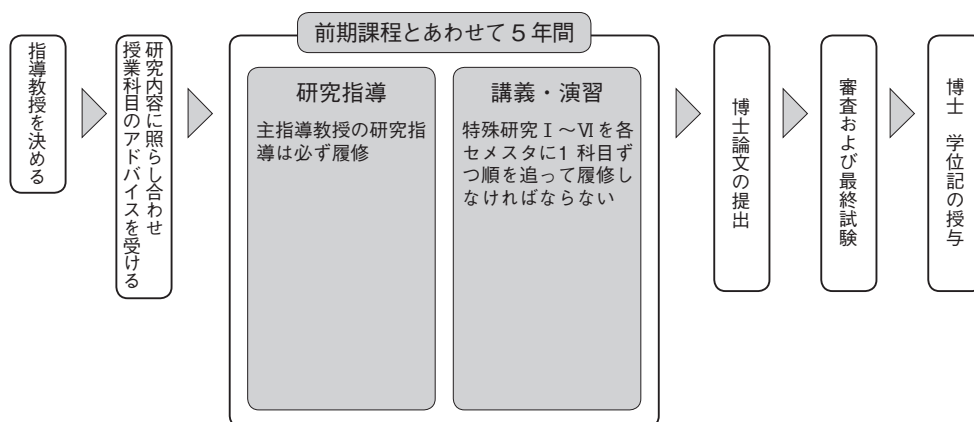 指導教授を決める
研究内容に照らし合わせ
授業科目のアドバイスを受ける
前期課程とあわせて5年間
研究指導
主指導教授の研究指
導は必ず履修
講義・演習
特殊研究Ⅰ～Ⅵを各
セメスタに1 科目ず
つ順を追って履修し
なければならない
博士論文の提出
審査および最終試験
博士 学位記の授与